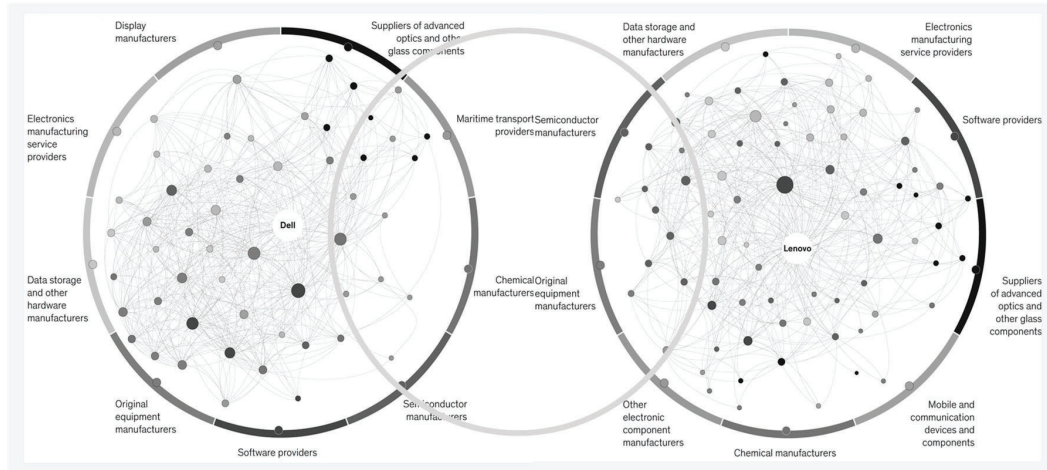 Display
manufacturers
Suppliers of advanced
optics and other
glass components
Electronics
manufacturing
service
providers
Maritime transport
providers
Dell
Data storage
and other
hardware
manufacturers
Chemical
manufacturers
Original
equipment
manufacturers
Semiconductor
manufacturers
Software providers
Data storage and
other hardware
manufacturers
Electronics
manufacturing
service providers
Semiconductor
manufacturers
Software providers
Lenovo
Original
equipment
manufacturers
Suppliers
of advanced
optics and
other glass
components
Other
electronic
component
manufacturers
Mobile and
communication
devices and
components
Chemical manufacturers